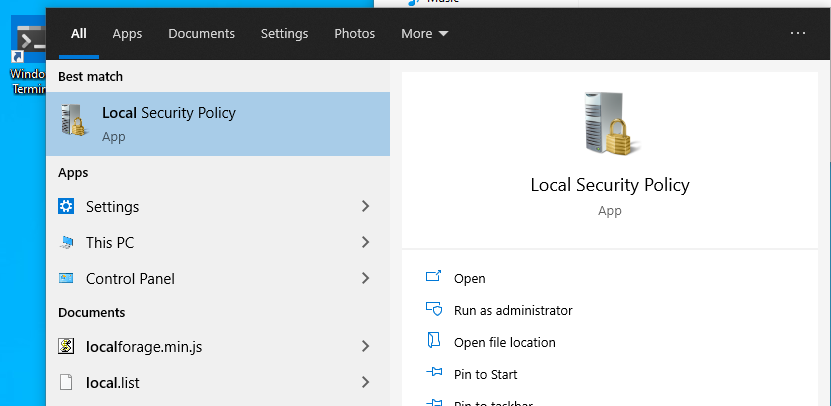 Music
All Apps Documents Settings Photos More ···
Windo
Termin
Best match
Local Security Policy
App
Apps
Settings
This PC
Control Panel
Documents
localforage.min.js
local.list
Local Security Policy
App
Open
Run as administrator
Open file location
Pin to Start
Pin to taskbar